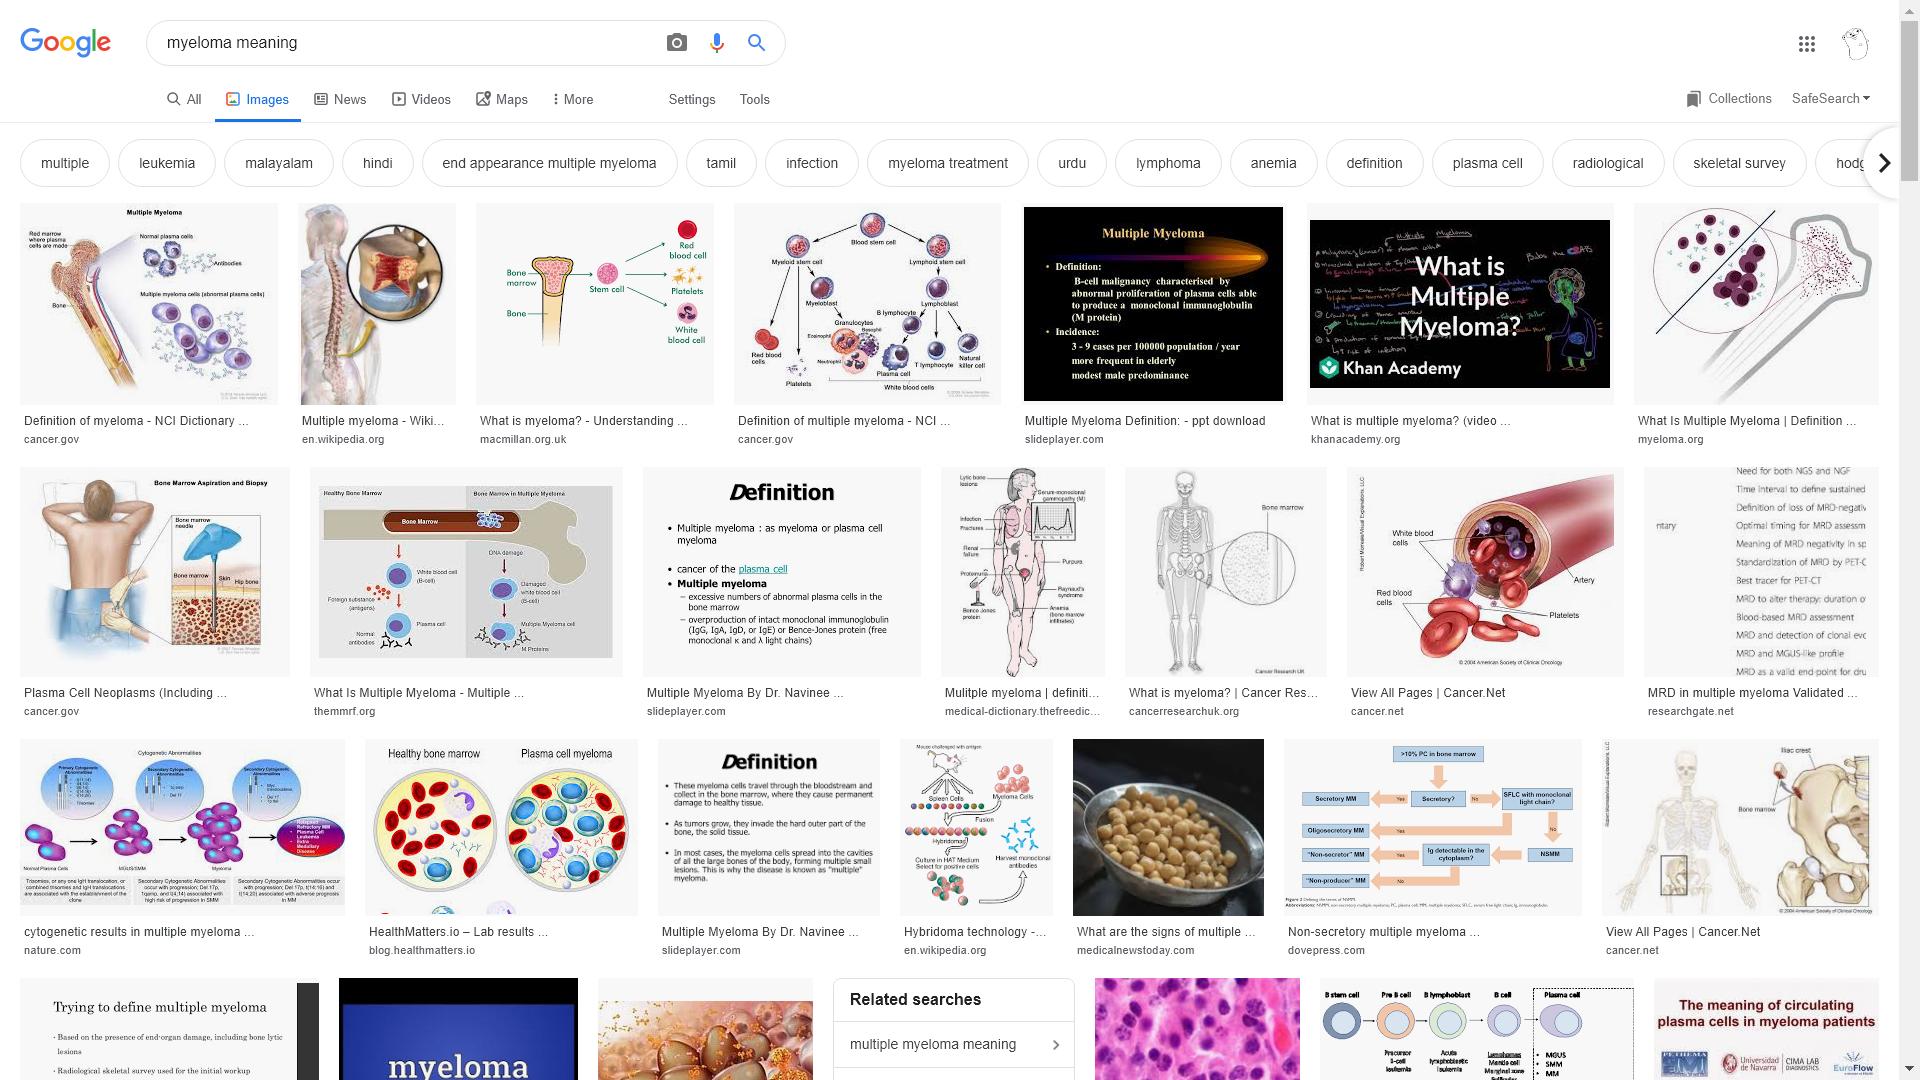 Google
myeloma meaning
All
Images
News
Videos
Maps
More
Settings
Tools
Collections
SafeSearch
multiple
leukemia
malayalam
hindi
end appearance multiple myeloma
tamil
infection
myeloma treatment
urdu
lymphoma
anemia
definition
plasma cell
radiological
skeletal survey
Multiple Myeloma
Red marrow
where plasma
cells are made
Normal plasma cells
Antibodies
Multiple myeloma cells (abnormal plasma cells)
Bone
Bone
marrow
Bone
Stem cell
Red
blood cell
Platelets
White
blood cell
Blood stem cell
Myeloid stem cell
Lymphoid stem cell
Myeloblast
Lymphoblast
Granulocytes
B lymphocyte
Eosinophil
Basophil
Neutrophil
Red blood
cells
Platelets
Plasma cell
T lymphocyte
Natural
killer cell
White blood cells
Multiple Myeloma
• Definition:
B-cell malignancy characterised by
abnormal proliferation of plasma cells able
to produce a monoclonal immunoglobulin
(M protein)
• Incidence:
3 - 9 cases per 100000 population / year
more frequent in elderly
modest male predominance
What is
Multiple
Myeloma?
Khan Academy
Definition of myeloma - NCI Dictionary ...
cancer.gov
Multiple myeloma - Wiki...
en.wikipedia.org
What is myeloma? - Understanding ...
macmillan.org.uk
Definition of multiple myeloma - NCI ...
cancer.gov
Multiple Myeloma Definition: - ppt download
slideplayer.com
What is multiple myeloma? (video ...
khanacademy.org
What Is Multiple Myeloma | Definition ...
myeloma.org
Bone Marrow Aspiration and Biopsy
Bone marrow
needle
Bone marrow
Skin
Hip bone
Healthy Bone Marrow
Bone Marrow in Multiple Myeloma
Bone Marrow
DNA damage
White blood cell
(B-cell)
Damaged
white blood cell
(B-cell)
Foreign substance
(antigens)
Plasma cell
Multiple Myeloma cell
Normal
antibodies
M Proteins
Definition
• Multiple myeloma : as myeloma or plasma cell
myeloma
• cancer of the plasma cell
• Multiple myeloma
– excessive numbers of abnormal plasma cells in the
bone marrow
– overproduction of intact monoclonal immunoglobulin
(IgG, IgA, IgD, or IgE) or Bence-Jones protein (free
monoclonal κ and λ light chains)
Lytic bone
lesions
Serum-monoclonal
gammopathy (M)
Infection
Fractures
Renal
failure
Purpura
Proteinuria
Raynaud's
syndrome
Bence Jones
protein
Anemia
(bone marrow
infiltrates)
Bone marrow
Cancer Research UK
White blood
cells
Artery
Red blood
cells
Platelets
© 2004 American Society of Clinical Oncology
Need for both NGS and NGF
Time interval to define sustained
Definition of loss of MRD-negativ
ntary
Optimal timing for MRD assessm
Meaning of MRD negativity in sp
Standardization of MRD by PET-C
Best tracer for PET-CT
MRD to alter therapy: duration o
Blood-based MRD assessment
MRD and detection of clonal evo
MRD and MGUS-like profile
MRD as a valid end-point for dru
Plasma Cell Neoplasms (Including ...
cancer.gov
What Is Multiple Myeloma - Multiple ...
themmrf.org
Multiple Myeloma By Dr. Navinee ...
slideplayer.com
Mulitple myeloma | definiti...
medical-dictionary.thefreedic...
What is myeloma? | Cancer Res...
cancerresearchuk.org
View All Pages | Cancer.Net
cancer.net
MRD in multiple myeloma Validated ...
researchgate.net
Cytogenetic Abnormalities
Primary Cytogenetic
Abnormalities
Secondary Cytogenetic
Abnormalities
Secondary Cytogenetic
Abnormalities
Normal Plasma Cells
MGUS/SMM
Myeloma
Healthy bone marrow
Plasma cell myeloma
Definition
• These myeloma cells travel through the bloodstream and
collect in the bone marrow, where they cause permanent
damage to healthy tissue.
• As tumors grow, they invade the hard outer part of the
bone, the solid tissue.
• In most cases, the myeloma cells spread into the cavities
of all the large bones of the body, forming multiple small
lesions. This is why the disease is known as "multiple"
myeloma.
Mouse challenged with antigen
Spleen Cells
Myeloma Cells
Fusion
Hybridomas
Culture in HAT Medium
Select for positive cells
Harvest monoclonal
antibodies
>10% PC in bone marrow
Secretory MM
Yes
Secretory?
No
SFLC with monoclonal
light chain?
Oligosecretory MM
Yes
No
"Non-secretor" MM
Yes
Ig detectable in the
cytoplasm?
NSMM
"Non-producer" MM
No
Iliac crest
Bone marrow
© 2004 American Society of Clinical Oncology
cytogenetic results in multiple myeloma ...
nature.com
HealthMatters.io – Lab results ...
blog.healthmatters.io
Multiple Myeloma By Dr. Navinee ...
slideplayer.com
Hybridoma technology -...
en.wikipedia.org
What are the signs of multiple ...
medicalnewstoday.com
Non-secretory multiple myeloma ...
dovepress.com
View All Pages | Cancer.Net
cancer.net
Trying to define multiple myeloma
• Based on the presence of end-organ damage, including bone lytic
lesions
• Radiological skeletal survey used for the initial workup
myeloma
Related searches
multiple myeloma meaning
B stem cell
Pre B cell
B lymphoblast
B cell
Plasma cell
Precursor
B-cell
leukemia
Acute
lymphoblastic
leukemia
Lymphomas
Mantle cell
Marginal zone
• MGUS
• SMM
• MM
The meaning of circulating
plasma cells in myeloma patients
PETHEMA
Universidad
de Navarra
CIMA LAB
DIAGNOSTICS
EuroFlow